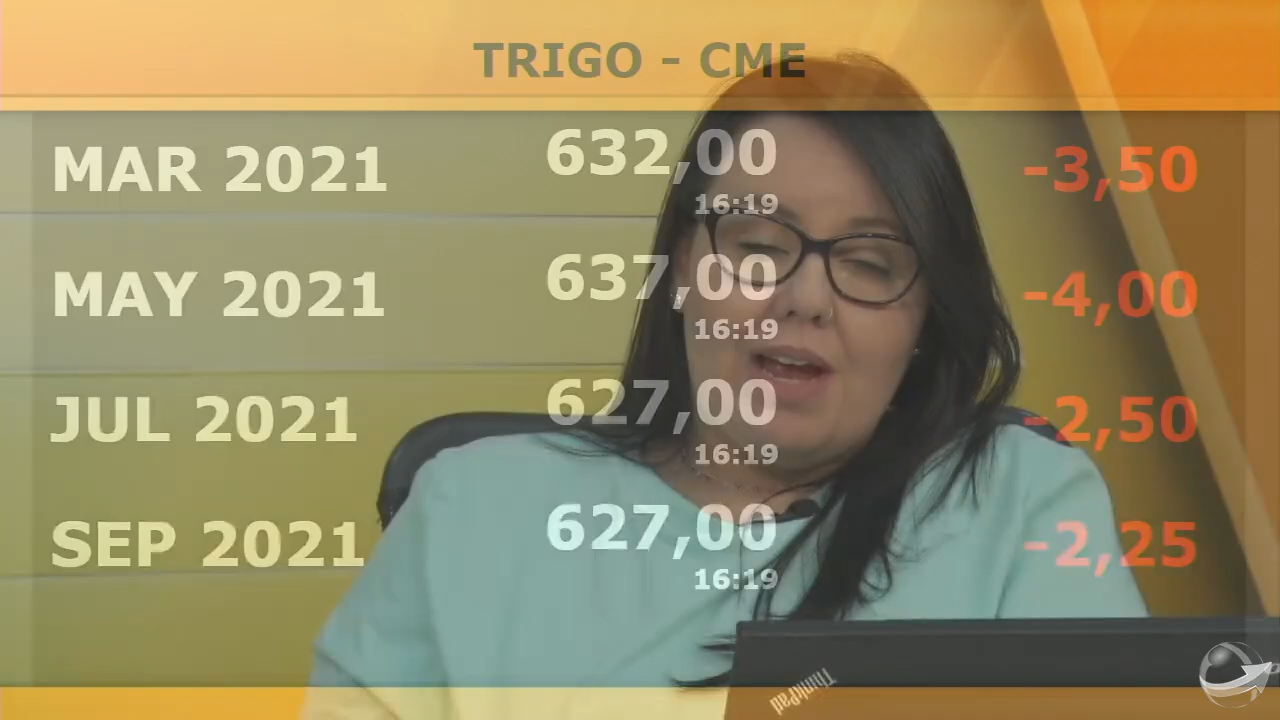 TRIGO - CME
MAR 2021 632,00 -3,50
16:19
MAY 2021 637,00 -4,00
16:19
JUL 2021 627,00 -2,50
16:19
SEP 2021 627,00 -2,25
16:19
ThinkPad